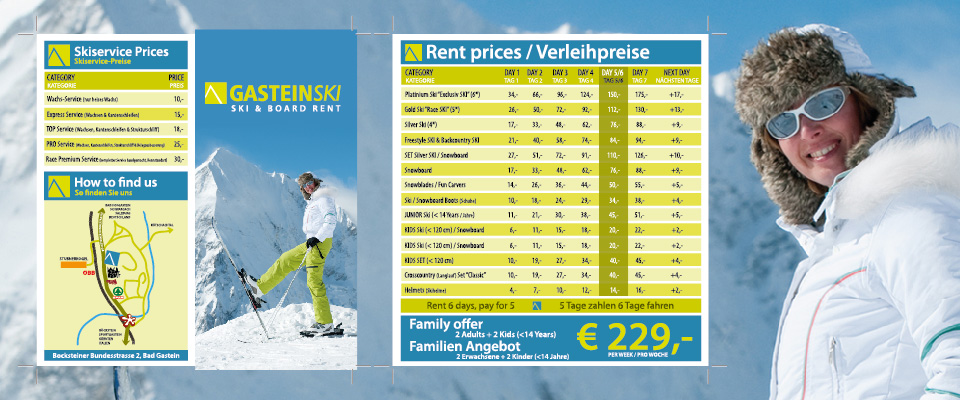 Skiservice Prices
Skiservice-Preise
CATEGORY PRICE
KATEGORIE PREIS
Wachs-Service (nur heißes Wachs) 10,-
Express Service (Wachsen & Kantenschleifen) 15,-
TOP Service (Wachsen, Kantenschleifen & Strukturschliff) 18,-
PRO Service 25,-
Race Premium Service 30,-
How to find us
So finden Sie uns
ÖBB
SPAR
Böcksteiner Bundesstrasse 2, Bad Gastein
GASTEINSKI
SKI & BOARD RENT
Rent prices / Verleihpreise
CATEGORY DAY 1 DAY 2 DAY 3 DAY 4 DAY 5/6 DAY 7 NEXT DAY
KATEGORIE TAG 1 TAG 2 TAG 3 TAG 4 TAG 5/6 TAG 7 NÄCHSTEN TAGE
Platinium Ski "Exclusiv SKI" (6*) 34,- 66,- 96,- 124,- 150,- 175,- +17,-
Gold Ski "Race SKI" (5*) 26,- 50,- 72,- 92,- 112,- 130,- +13,-
Silver Ski (4*) 17,- 33,- 48,- 62,- 76,- 88,- +9,-
Freestyle SKI & Backcountry SKI 21,- 40,- 58,- 74,- 84,- 94,- +9,-
SET Silver SKI / Snowboard 27,- 51,- 72,- 91,- 110,- 126,- +10,-
Snowboard 17,- 33,- 48,- 62,- 76,- 88,- +9,-
Snowblades / Fun Carvers 14,- 26,- 36,- 44,- 50,- 55,- +5,-
Ski / Snowboard Boots (Schuhe) 10,- 18,- 24,- 29,- 34,- 38,- +4,-
JUNIOR Ski (< 14 Years / Jahre) 11,- 21,- 30,- 38,- 45,- 51,- +5,-
KIDS Ski (< 120 cm) / Snowboard 6,- 11,- 15,- 18,- 20,- 22,- +2,-
KIDS Ski (< 120 cm) / Snowboard 6,- 11,- 15,- 18,- 20,- 22,- +2,-
KIDS SET (< 120 cm) 10,- 19,- 27,- 34,- 40,- 45,- +4,-
Crosscountry (Langlauf) Set "Classic" 10,- 19,- 27,- 34,- 40,- 45,- +4,-
Helmets (Skihelme) 4,- 7,- 10,- 12,- 14,- 16,- +2,-
Rent 6 days, pay for 5 5 Tage zahlen 6 Tage fahren
Family offer
2 Adults + 2 Kids (<14 Years)
Familien Angebot
2 Erwachsene + 2 Kinder (<14 Jahre)
€ 229,-
PER WEEK / PRO WOCHE